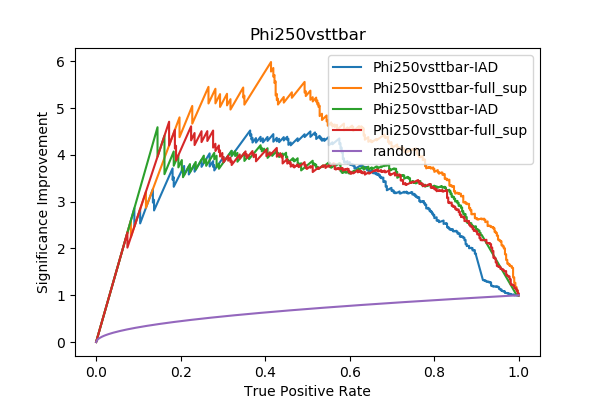 Phi250vsttbar
Significance Improvement
6
5
4
3
2
1
0
Phi250vsttbar-IAD
Phi250vsttbar-full_sup
Phi250vsttbar-IAD
Phi250vsttbar-full_sup
random
0.0 0.2 0.4 0.6 0.8 1.0
True Positive Rate